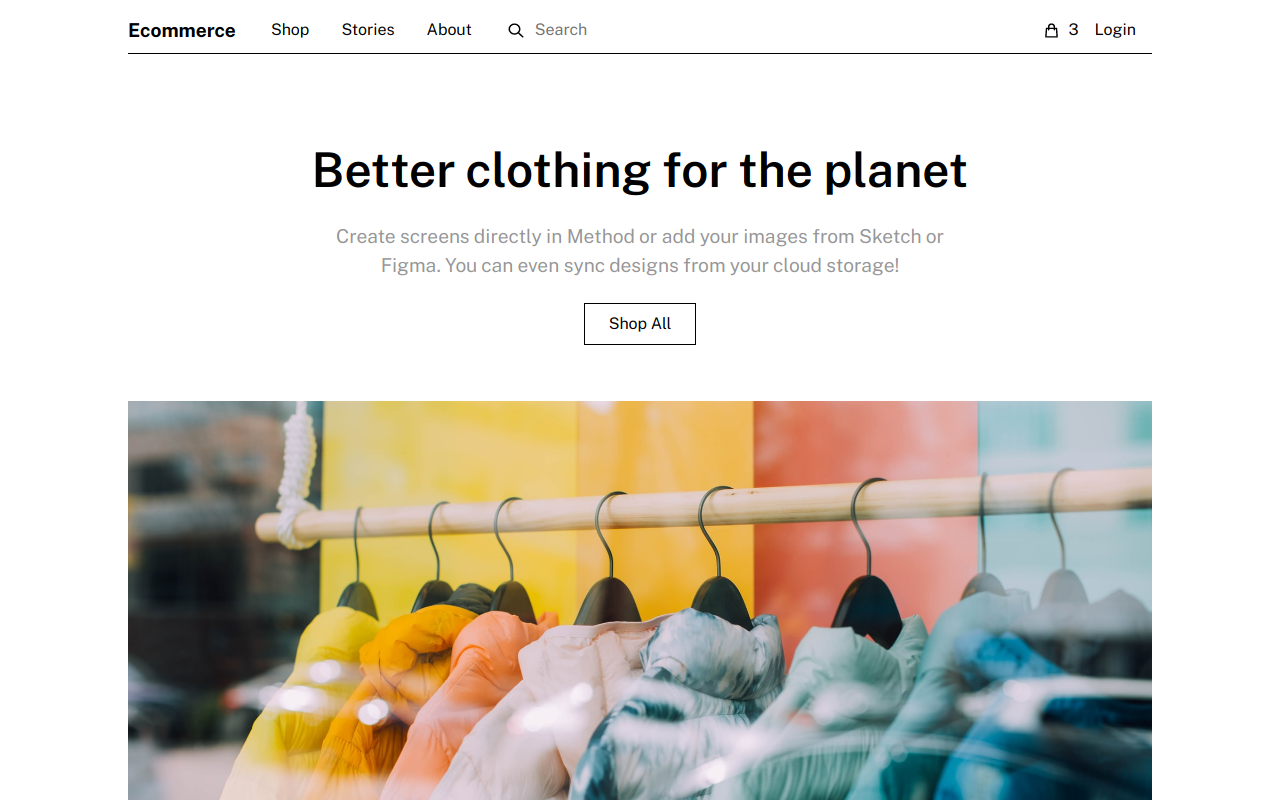 Ecommerce Shop Stories About Search 3 Login
Better clothing for the planet
Create screens directly in Method or add your images from Sketch or
Figma. You can even sync designs from your cloud storage!
Shop All